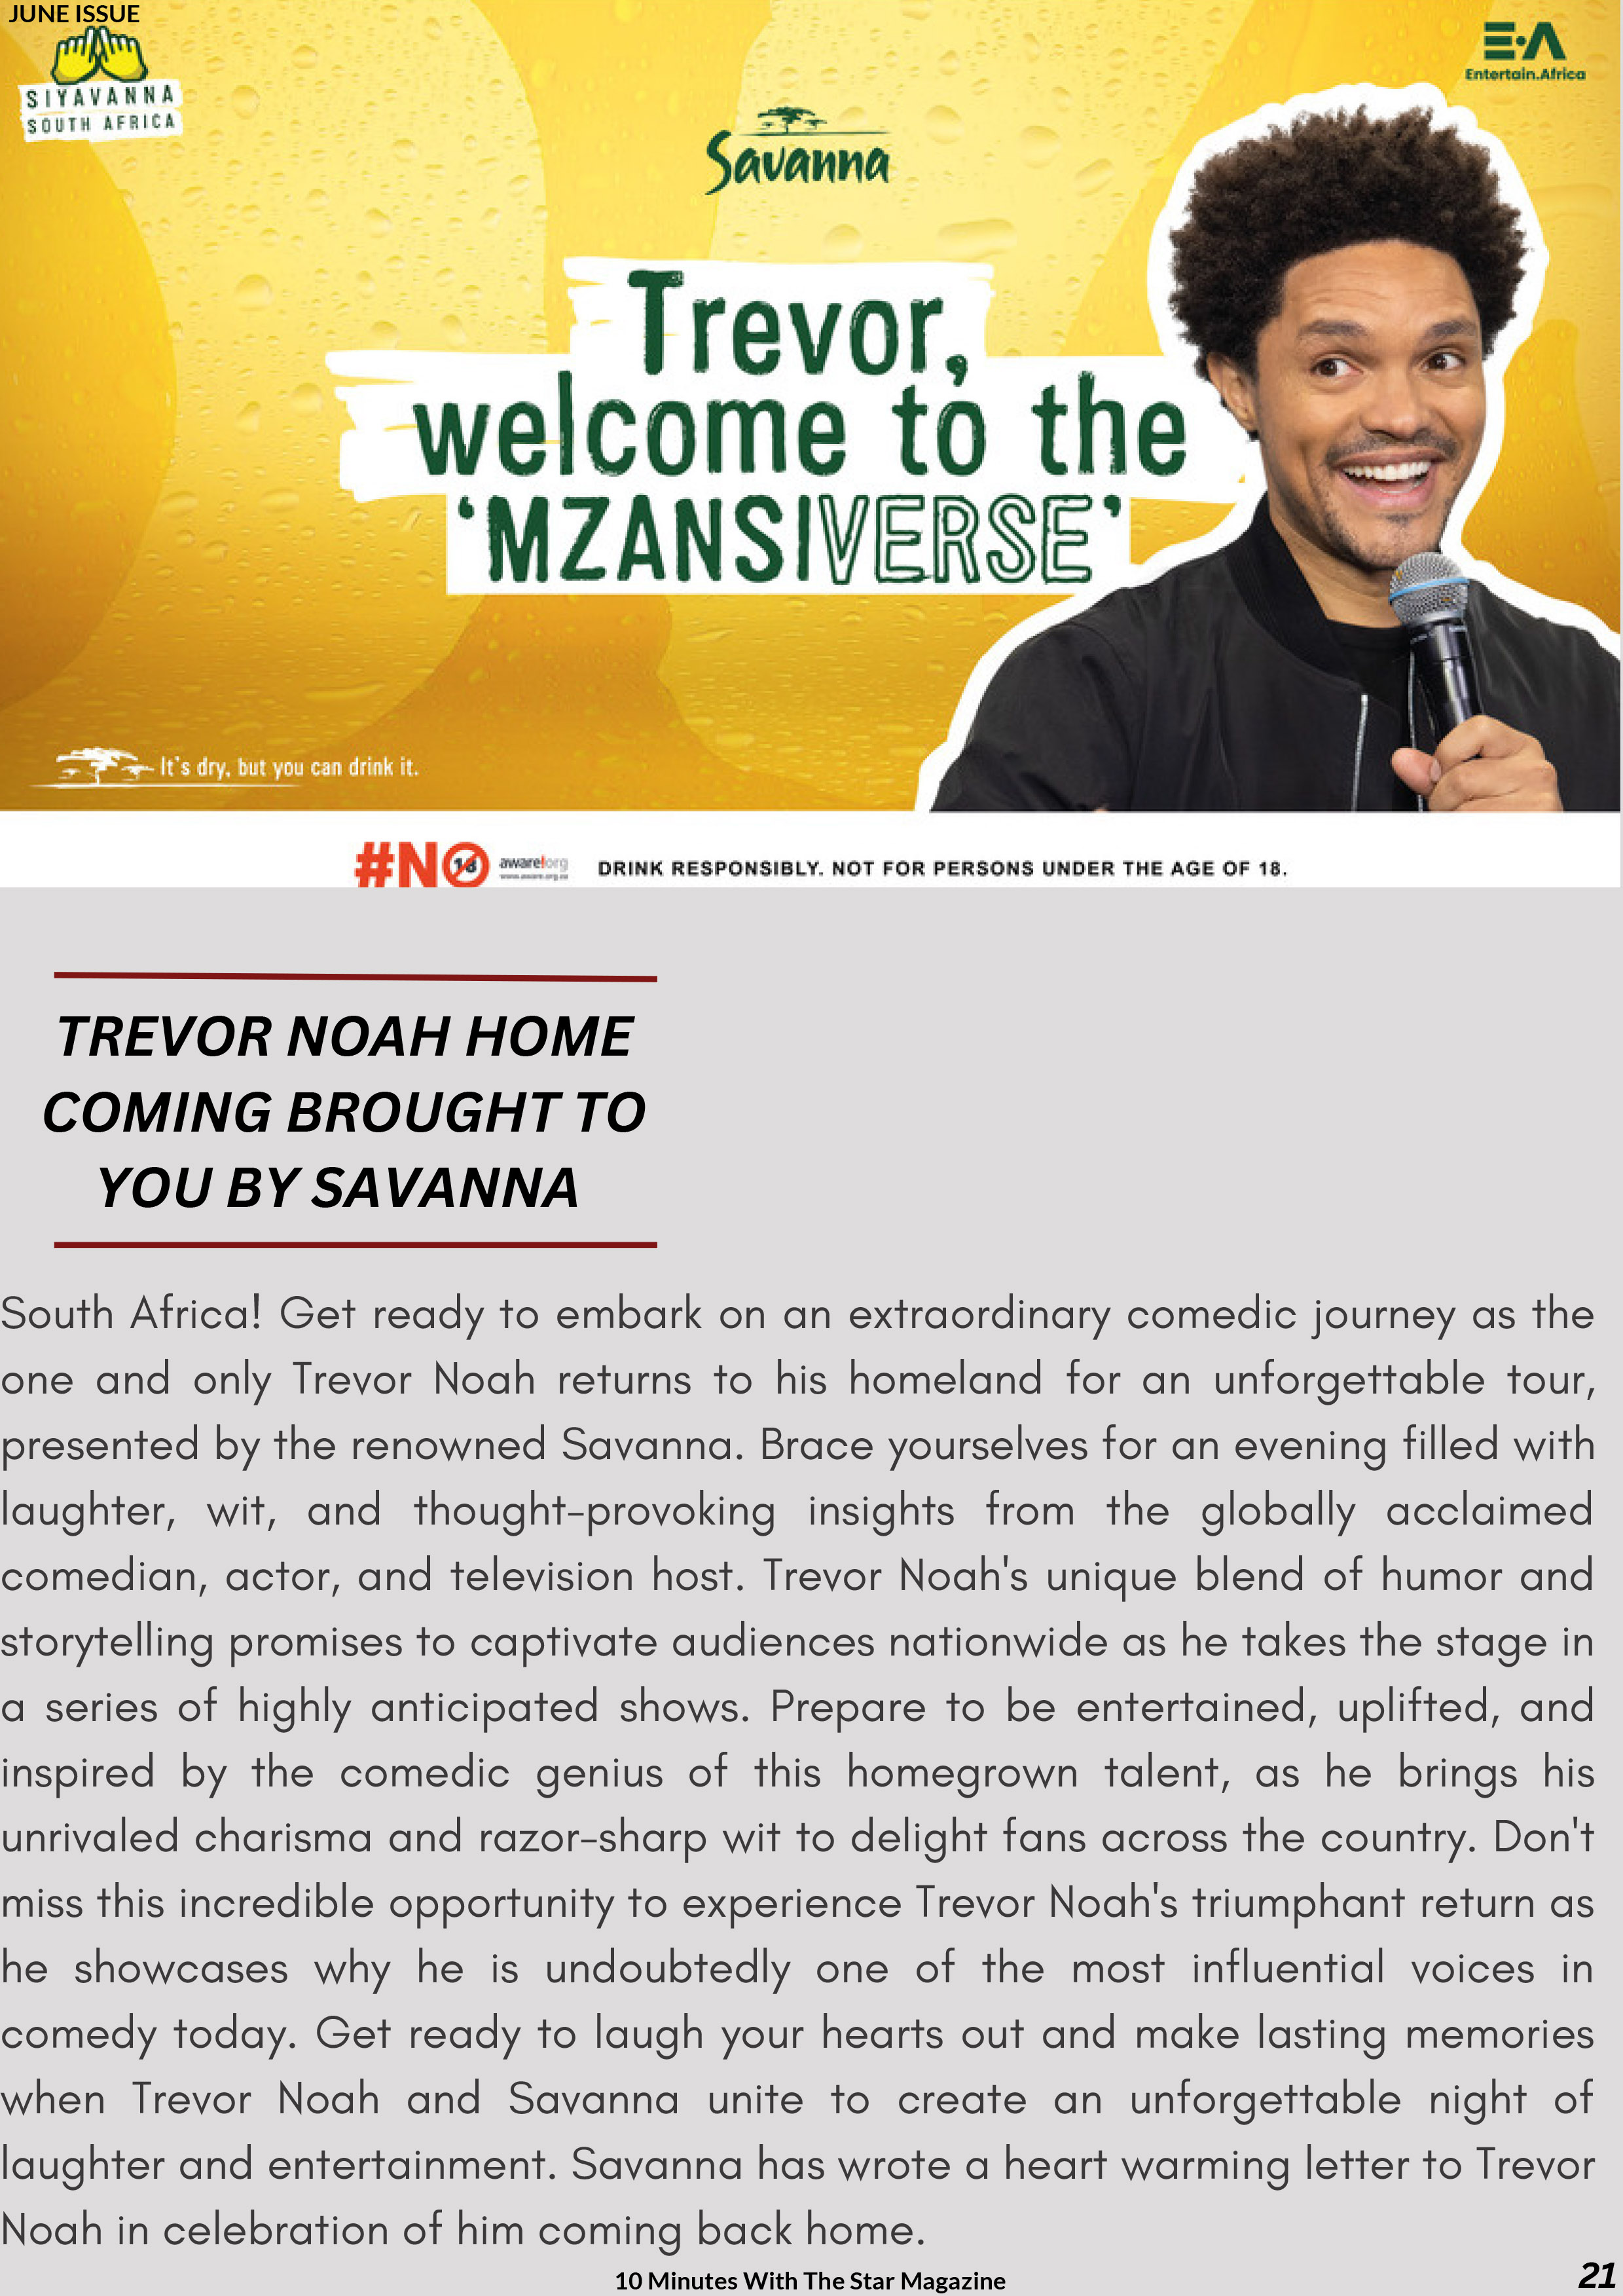 JUNE ISSUE
SIYAVANNA
SOUTH AFRICA
E·A
Entertain.Africa
Savanna
Trevor,
welcome to the
‘MZANSIVERSE’
It's dry, but you can drink it.
#NO
18
aware!org
www.aware.org.za
DRINK RESPONSIBLY. NOT FOR PERSONS UNDER THE AGE OF 18.
TREVOR NOAH HOME
COMING BROUGHT TO
YOU BY SAVANNA
South Africa! Get ready to embark on an extraordinary comedic journey as the
one and only Trevor Noah returns to his homeland for an unforgettable tour,
presented by the renowned Savanna. Brace yourselves for an evening filled with
laughter, wit, and thought-provoking insights from the globally acclaimed
comedian, actor, and television host. Trevor Noah's unique blend of humor and
storytelling promises to captivate audiences nationwide as he takes the stage in
a series of highly anticipated shows. Prepare to be entertained, uplifted, and
inspired by the comedic genius of this homegrown talent, as he brings his
unrivaled charisma and razor-sharp wit to delight fans across the country. Don't
miss this incredible opportunity to experience Trevor Noah's triumphant return as
he showcases why he is undoubtedly one of the most influential voices in
comedy today. Get ready to laugh your hearts out and make lasting memories
when Trevor Noah and Savanna unite to create an unforgettable night of
laughter and entertainment. Savanna has wrote a heart warming letter to Trevor
Noah in celebration of him coming back home.
10 Minutes With The Star Magazine
21